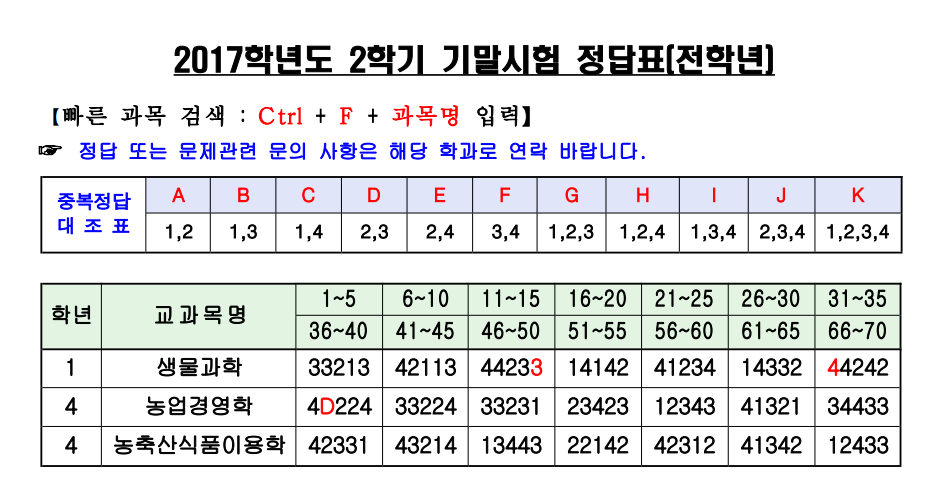 2017학년도 2학기 기말시험 정답표(전학년)
【빠른 과목 검색 : Ctrl + F + 과목명 입력】
☞ 정답 또는 문제관련 문의 사항은 해당 학과로 연락 바랍니다.
중복정답 대 조 표 A B C D E F G H I J K
1,2 1,3 1,4 2,3 2,4 3,4 1,2,3 1,2,4 1,3,4 2,3,4 1,2,3,4
학년 교과목명 1~5 6~10 11~15 16~20 21~25 26~30 31~35
36~40 41~45 46~50 51~55 56~60 61~65 66~70
1 생물과학 33213 42113 44233 14142 41234 14332 44242
4 농업경영학 4D224 33224 33231 23423 12343 41321 34433
4 농축산식품이용학 42331 43214 13443 22142 42312 41342 12433